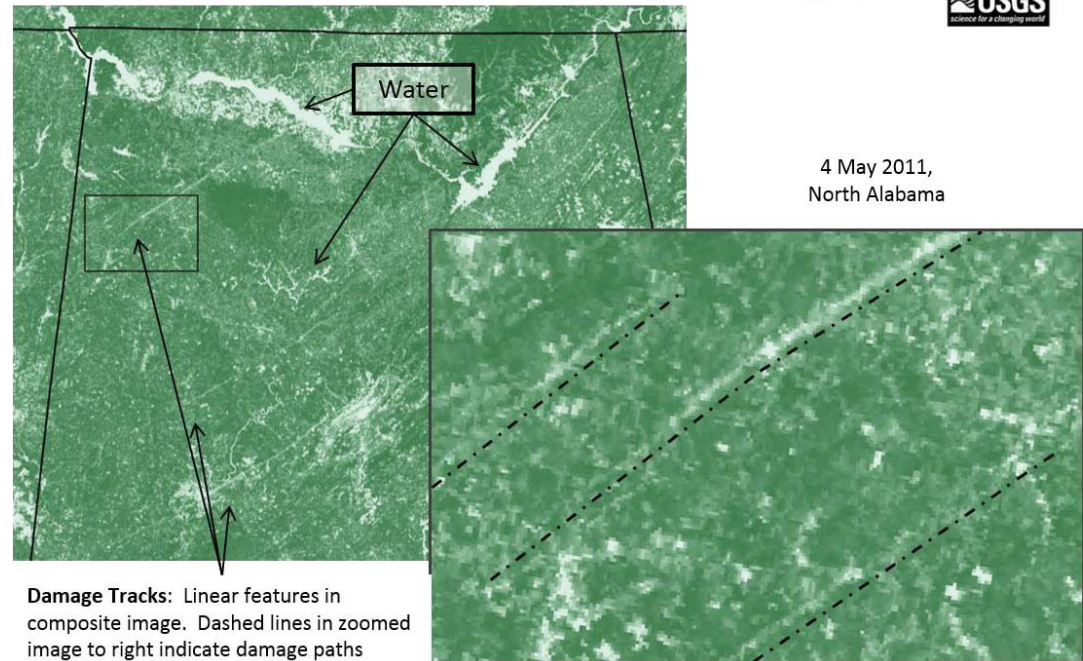 USGS
science for a changing world
Water
4 May 2011,
North Alabama
Damage Tracks: Linear features in
composite image. Dashed lines in zoomed
image to right indicate damage paths